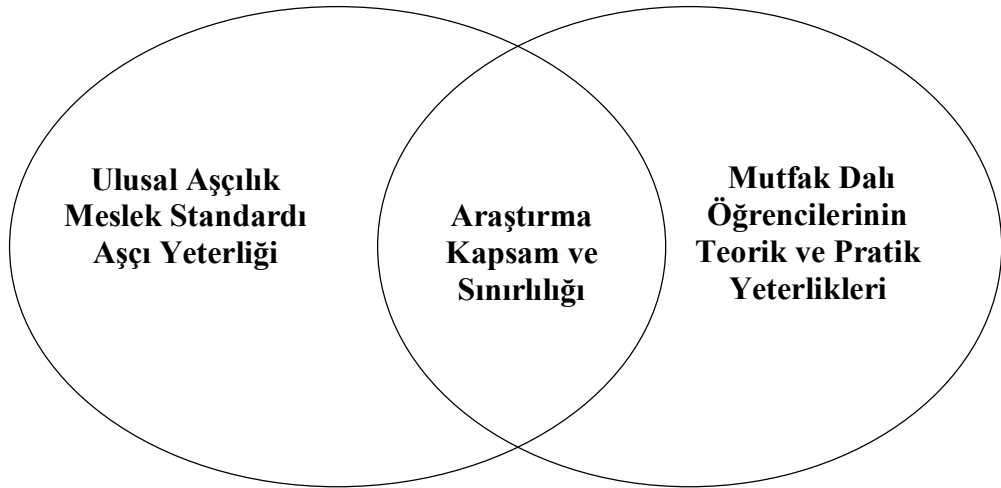 Ulusal Aşçılık
Meslek Standardı
Aşçı Yeterliği
Araştırma
Kapsam ve
Sınırlılığı
Mutfak Dalı
Öğrencilerinin
Teorik ve Pratik
Yeterlikleri